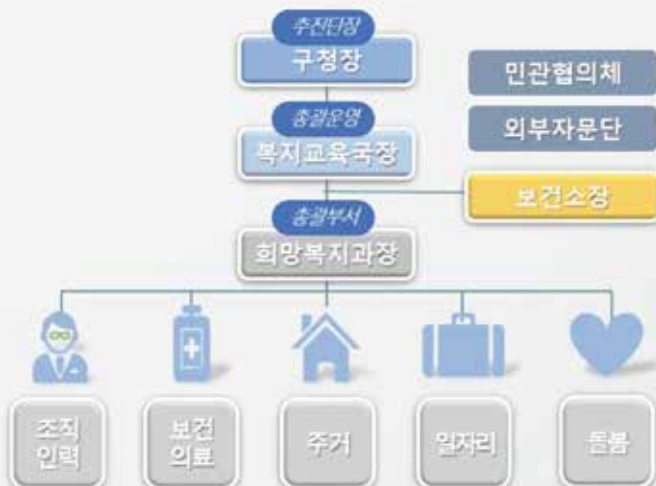 추진단장
구청장
민관협의체
총괄운영
복지교육국장
외부자문단
보건소장
총괄부서
희망복지과장
조직
인력
보건
의료
주거
일자리
돌봄